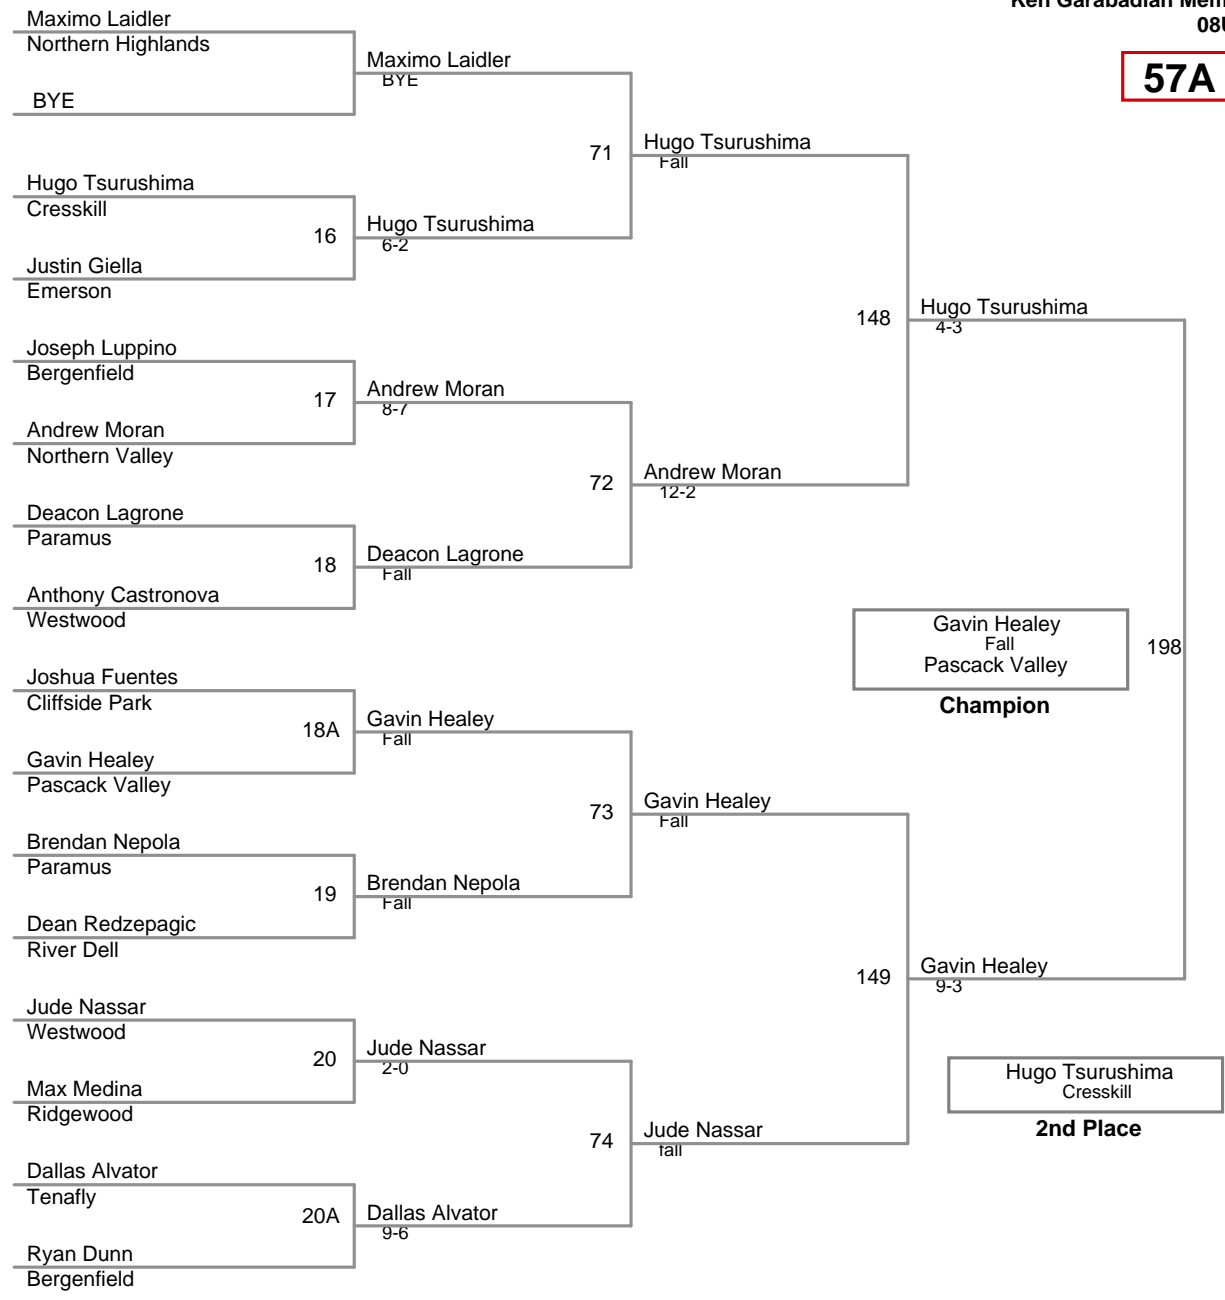 Ken Garabadian Mem
08U
57A
Maximo Laidler
Northern Highlands
Maximo Laidler
BYE
BYE
71
Hugo Tsurushima
Fall
Hugo Tsurushima
Cresskill
16
Hugo Tsurushima
6-2
Justin Giella
Emerson
148
Hugo Tsurushima
4-3
Joseph Luppino
Bergenfield
17
Andrew Moran
8-7
Andrew Moran
Northern Valley
72
Andrew Moran
12-2
Deacon Lagrone
Paramus
18
Deacon Lagrone
Fall
Anthony Castronova
Westwood
Gavin Healey
Fall
Pascack Valley
198
Champion
Joshua Fuentes
Cliffside Park
18A
Gavin Healey
Fall
Gavin Healey
Pascack Valley
73
Gavin Healey
Fall
Brendan Nepola
Paramus
19
Brendan Nepola
Fall
Dean Redzepagic
River Dell
149
Gavin Healey
9-3
Jude Nassar
Westwood
20
Jude Nassar
2-0
Max Medina
Ridgewood
Hugo Tsurushima
Cresskill
2nd Place
74
Jude Nassar
fall
Dallas Alvator
Tenafly
20A
Dallas Alvator
9-6
Ryan Dunn
Bergenfield